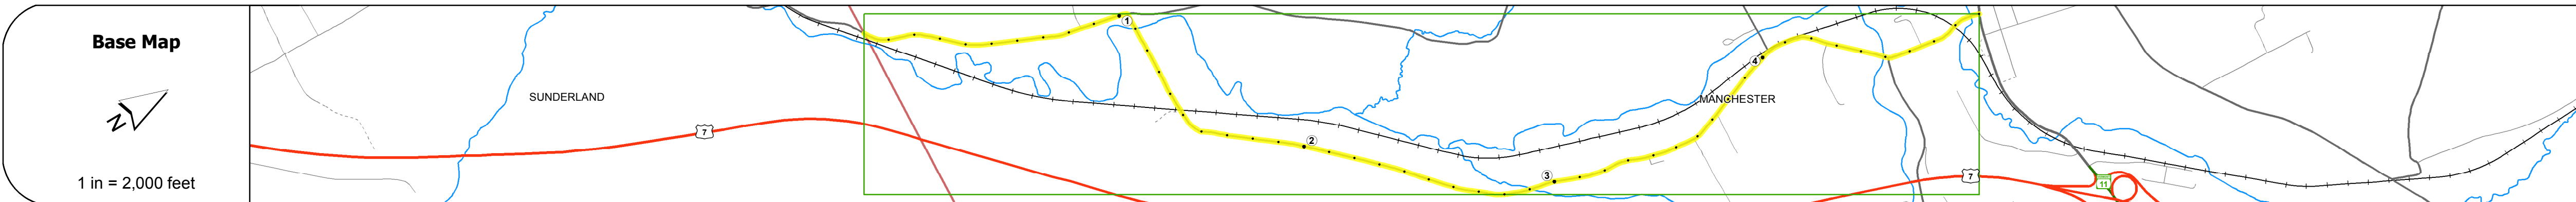 Base Map
N
1 in = 2,000 feet
SUNDERLAND
7
1
2
3
4
MANCHESTER
7
11